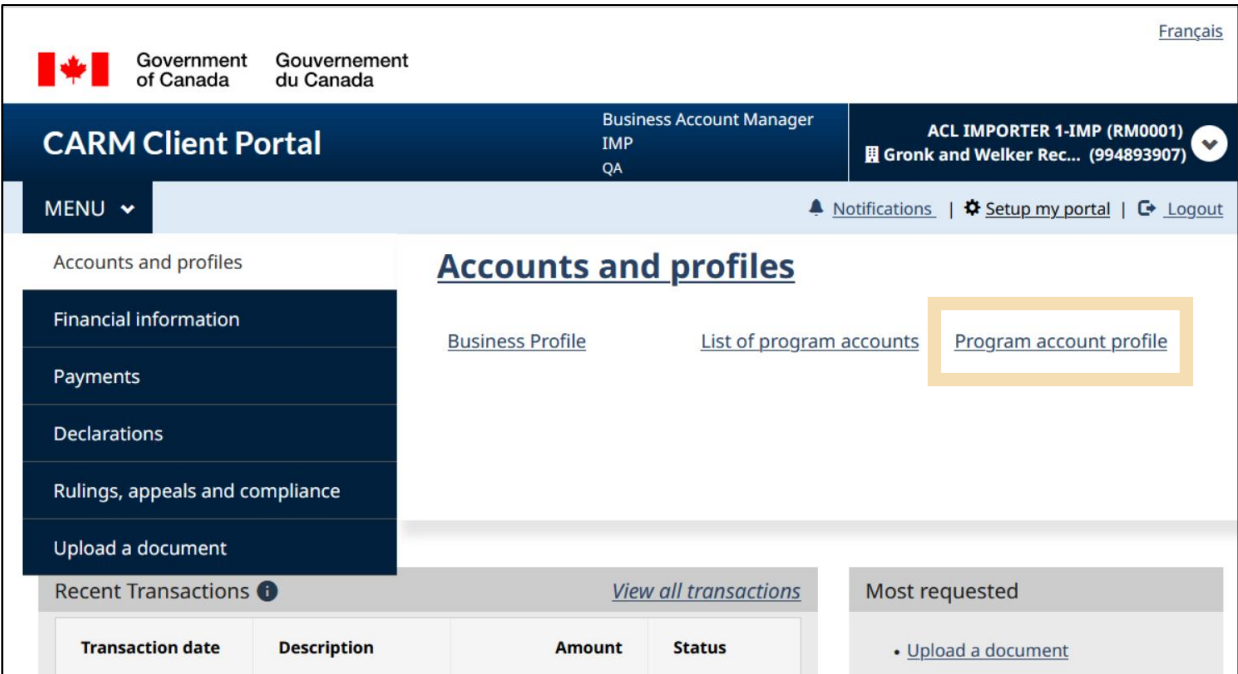 Français
Government of Canada
Gouvernement du Canada
CARM Client Portal
Business Account Manager
IMP
QA
ACL IMPORTER 1-IMP (RM0001)
Gronk and Welker Rec... (994893907)
MENU
Notifications | Setup my portal | Logout
Accounts and profiles
Financial information
Payments
Declarations
Rulings, appeals and compliance
Upload a document
Accounts and profiles
Business Profile
List of program accounts
Program account profile
Recent Transactions
View all transactions
Transaction date
Description
Amount
Status
Most requested
• Upload a document